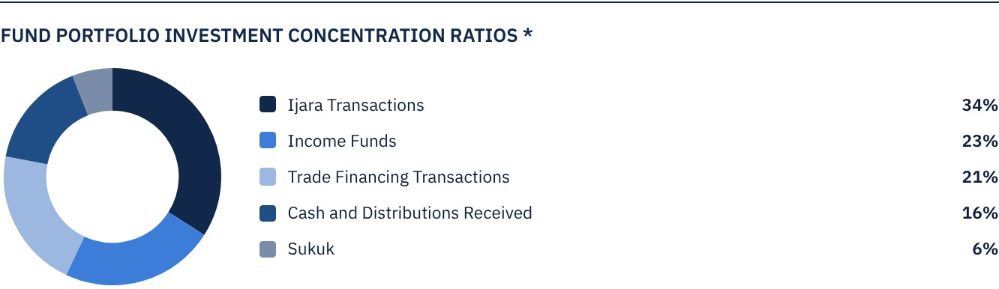 FUND PORTFOLIO INVESTMENT CONCENTRATION RATIOS *
Ijara Transactions 34%
Income Funds 23%
Trade Financing Transactions 21%
Cash and Distributions Received 16%
Sukuk 6%